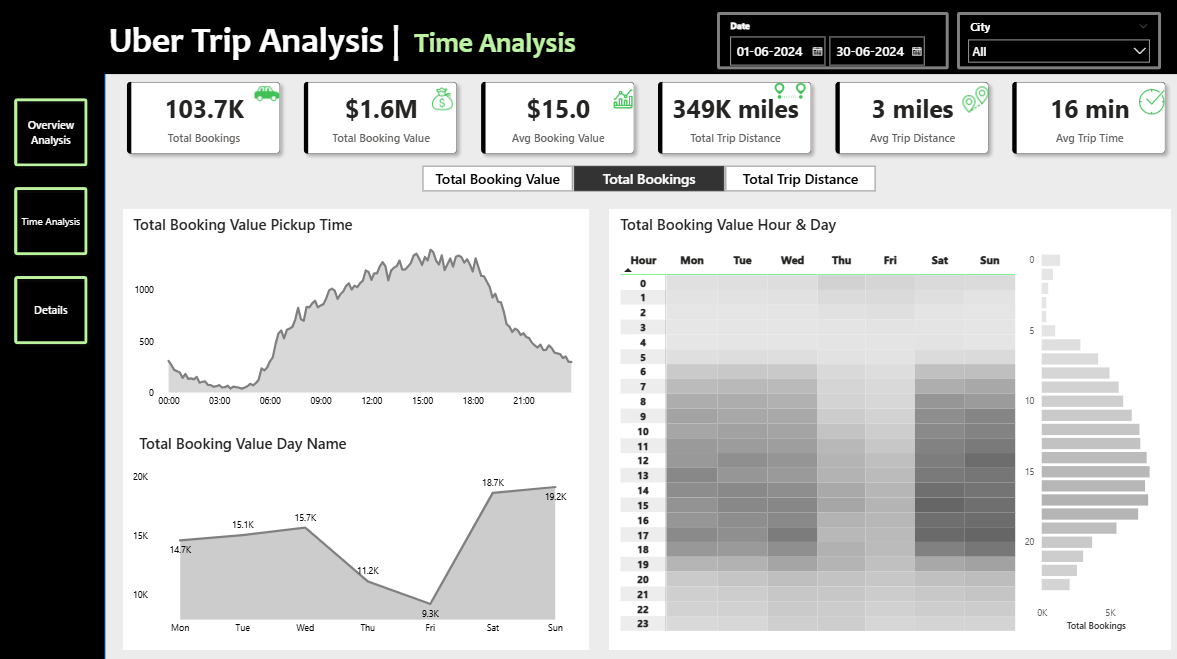 Uber Trip Analysis | Time Analysis
Date
01-06-2024 30-06-2024
City
All
Overview
Analysis
Time Analysis
Details
103.7K
Total Bookings
$1.6M
Total Booking Value
$15.0
Avg Booking Value
349K miles
Total Trip Distance
3 miles
Avg Trip Distance
16 min
Avg Trip Time
Total Booking Value Total Bookings Total Trip Distance
Total Booking Value Pickup Time
1000
500
0
00:00 03:00 06:00 09:00 12:00 15:00 18:00 21:00
Total Booking Value Day Name
20K
15K
10K
14.7K
15.1K
15.7K
11.2K
9.3K
18.7K
19.2K
Mon Tue Wed Thu Fri Sat Sun
Total Booking Value Hour & Day
Hour Mon Tue Wed Thu Fri Sat Sun
0
1
2
3
4
5
6
7
8
9
10
11
12
13
14
15
16
17
18
19
20
21
22
23
0
5
10
15
20
0K 5K
Total Bookings